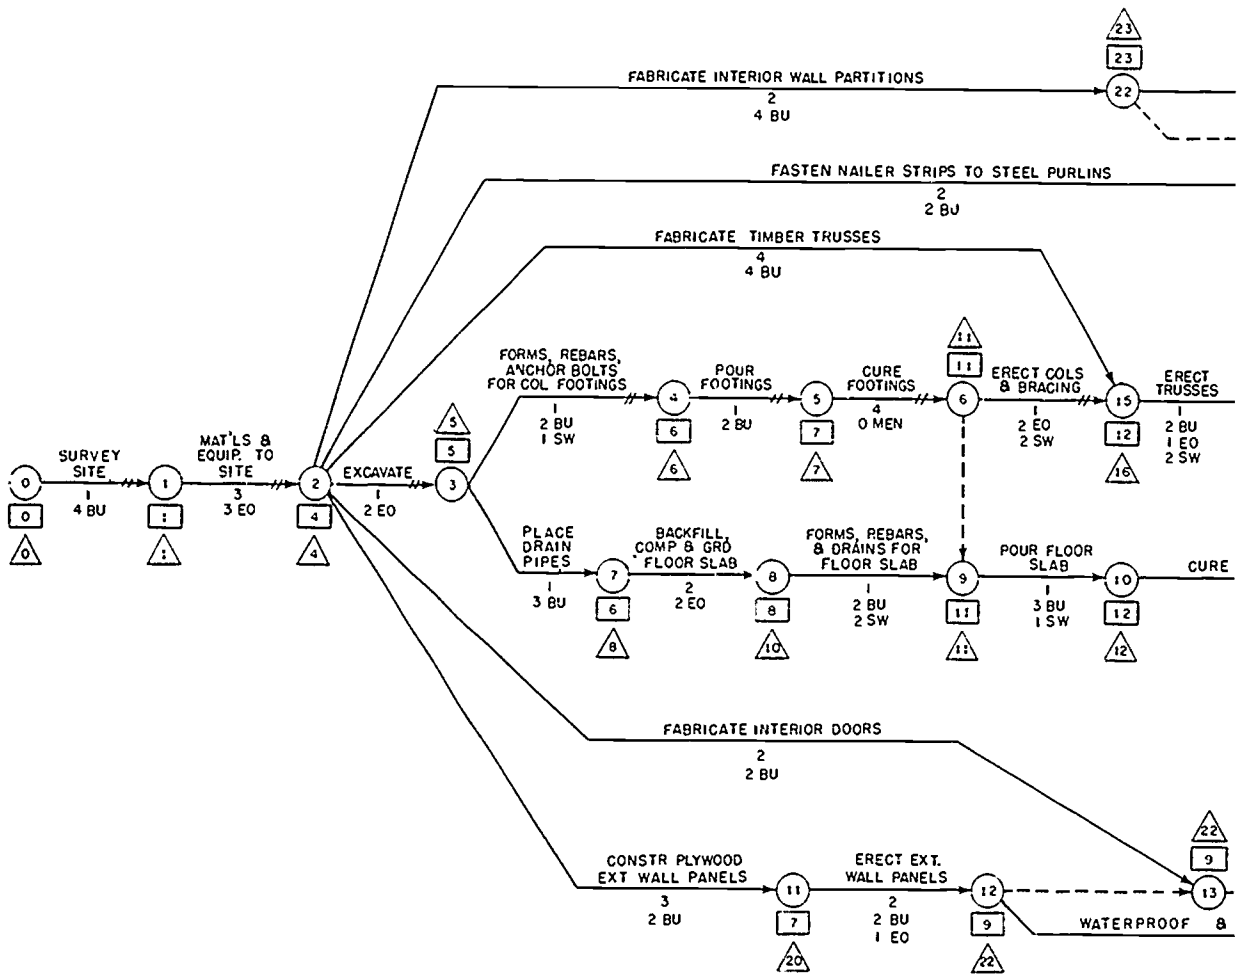 23
23
22
FABRICATE INTERIOR WALL PARTITIONS
2
4 BU
FASTEN NAILER STRIPS TO STEEL PURLINS
2
2 BU
FABRICATE TIMBER TRUSSES
4
4 BU
FORMS, REBARS,
ANCHOR BOLTS
FOR COL FOOTINGS
1
2 BU
1 SW
4
6
6
POUR
FOOTINGS
1
2 BU
5
7
7
CURE
FOOTINGS
4
0 MEN
11
11
6
ERECT COLS
& BRACING
1
2 EO
2 SW
15
12
16
ERECT
TRUSSES
1
2 BU
1 EO
2 SW
0
0
0
SURVEY
SITE
1
4 BU
1
1
1
MAT'LS &
EQUIP. TO
SITE
3
3 EO
2
4
4
EXCAVATE
1
2 EO
5
5
3
PLACE
DRAIN
PIPES
1
3 BU
7
6
8
BACKFILL,
COMP & GRD
FLOOR SLAB
2
2 EO
8
8
10
FORMS, REBARS,
& DRAINS FOR
FLOOR SLAB
1
2 BU
2 SW
9
11
11
POUR FLOOR
SLAB
1
3 BU
1 SW
10
12
12
CURE
FABRICATE INTERIOR DOORS
2
2 BU
22
9
13
CONSTR PLYWOOD
EXT WALL PANELS
3
2 BU
11
7
20
ERECT EXT.
WALL PANELS
2
2 BU
1 EO
12
9
22
WATERPROOF &